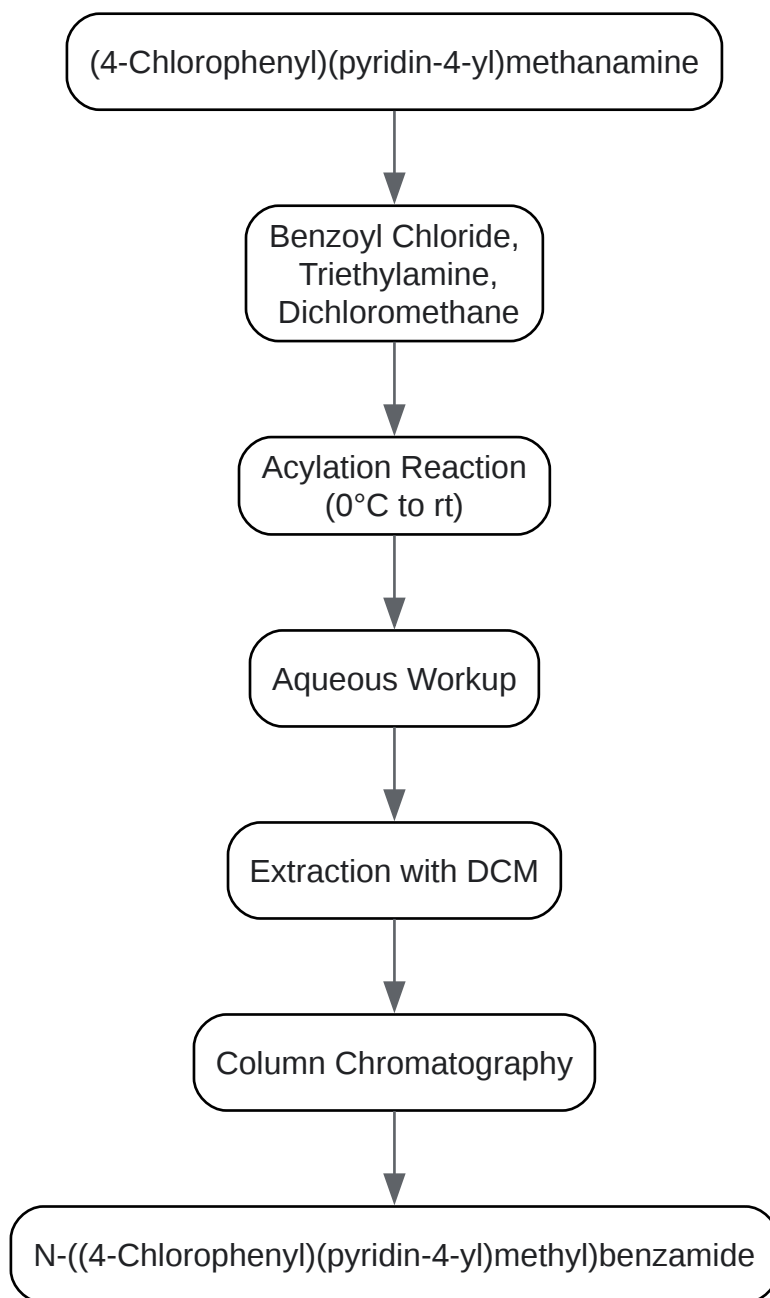 (4-Chlorophenyl)(pyridin-4-yl)methanamine
Benzoyl Chloride,
Triethylamine,
Dichloromethane
Acylation Reaction
(0°C to rt)
Aqueous Workup
Extraction with DCM
Column Chromatography
N-((4-Chlorophenyl)(pyridin-4-yl)methyl)benzamide